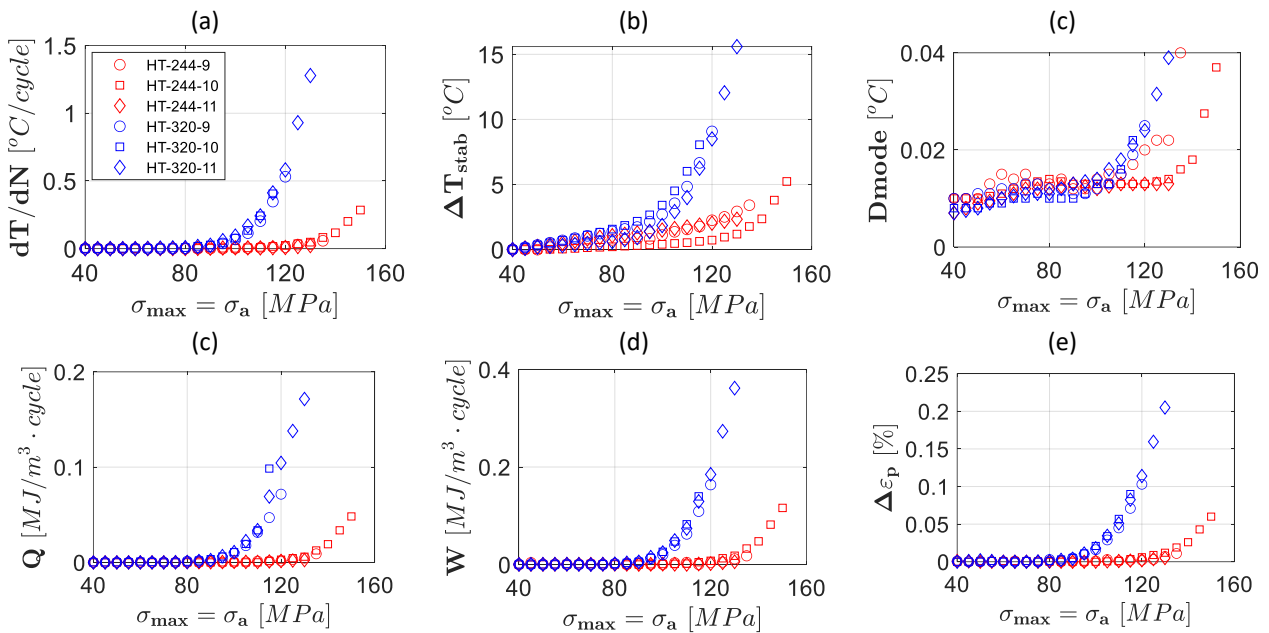 (a)
dT/dN [°C/cycle]
1.5
1
0.5
0
HT-244-9
HT-244-10
HT-244-11
HT-320-9
HT-320-10
HT-320-11
40 80 120 160
σmax = σa [MPa]
(b)
ΔTstab [°C]
15
10
5
0
40 80 120 160
σmax = σa [MPa]
(c)
Dmode [°C]
0.04
0.02
0
40 80 120 160
σmax = σa [MPa]
(c)
Q [MJ/m³ · cycle]
0.2
0.1
0
40 80 120 160
σmax = σa [MPa]
(d)
W [MJ/m³ · cycle]
0.4
0.2
0
40 80 120 160
σmax = σa [MPa]
(e)
Δεp [%]
0.25
0.20
0.15
0.10
0.05
0
40 80 120 160
σmax = σa [MPa]